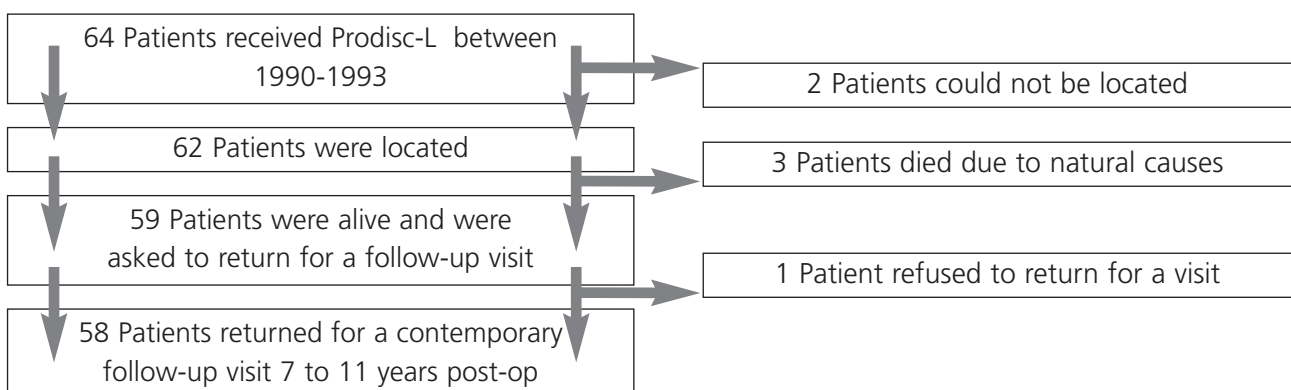 64 Patients received Prodisc-L between
1990-1993
2 Patients could not be located
62 Patients were located
3 Patients died due to natural causes
59 Patients were alive and were
asked to return for a follow-up visit
1 Patient refused to return for a visit
58 Patients returned for a contemporary
follow-up visit 7 to 11 years post-op